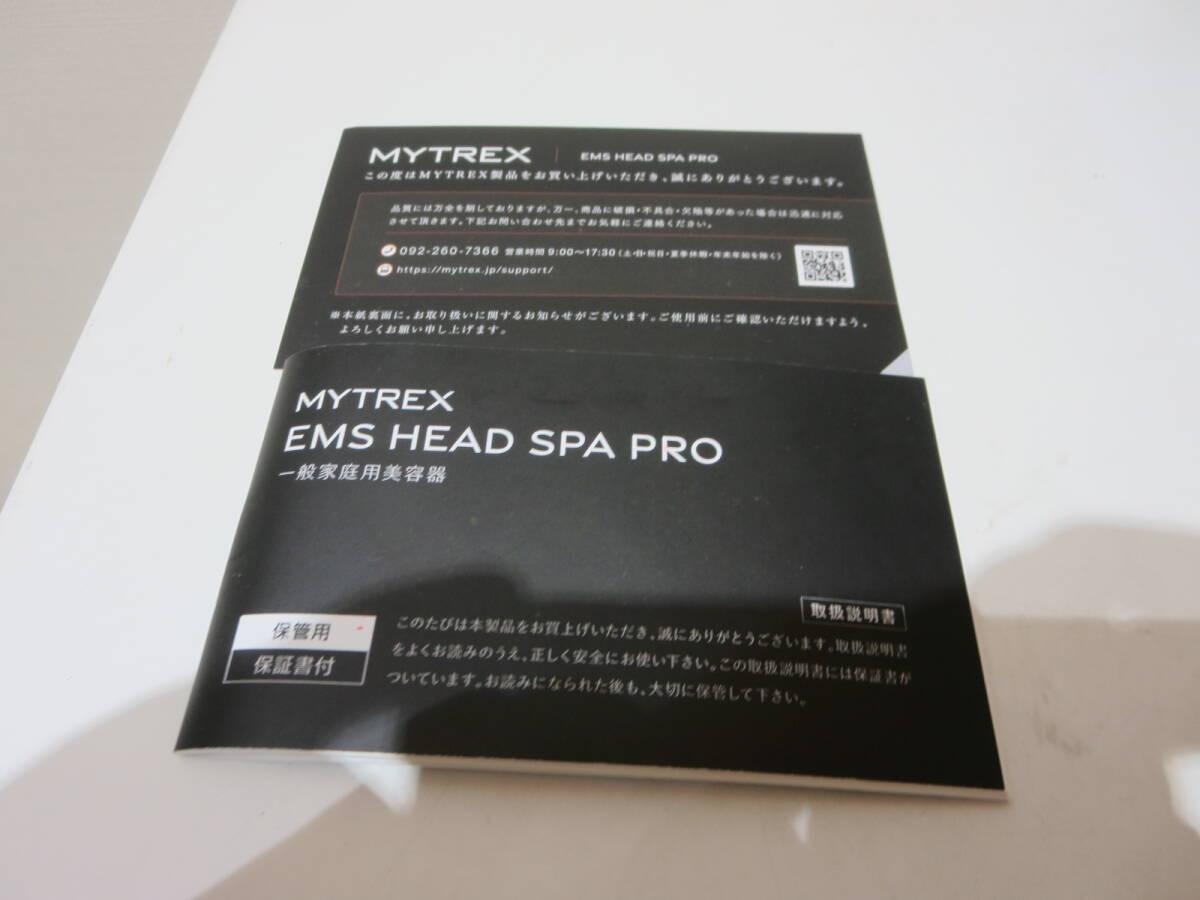 MYTREX
EMS HEAD SPA PRO
この度はMYTREX製品をお買い上げいただき、誠にありがとうございます。
品質には万全を期しておりますが、万一、商品に破損・不具合・欠陥等があった場合は迅速に対応
させて頂きます。下記お問い合わせ先までお気軽にご連絡ください。
092-260-7366 営業時間 9:00～17:30（土・日・祝日・夏季休暇・年末年始を除く）
https://mytrex.jp/support/
※本紙裏面に、お取り扱いに関するお知らせがございます。ご使用前にご確認いただけますよう、
よろしくお願い申し上げます。
MYTREX
EMS HEAD SPA PRO
一般家庭用美容器
取扱説明書
保管用
保証書付
このたびは本製品をお買上げいただき、誠にありがとうございます。取扱説明書
をよくお読みのうえ、正しく安全にお使い下さい。この取扱説明書には保証書が
ついています。お読みになられた後も、大切に保管して下さい。